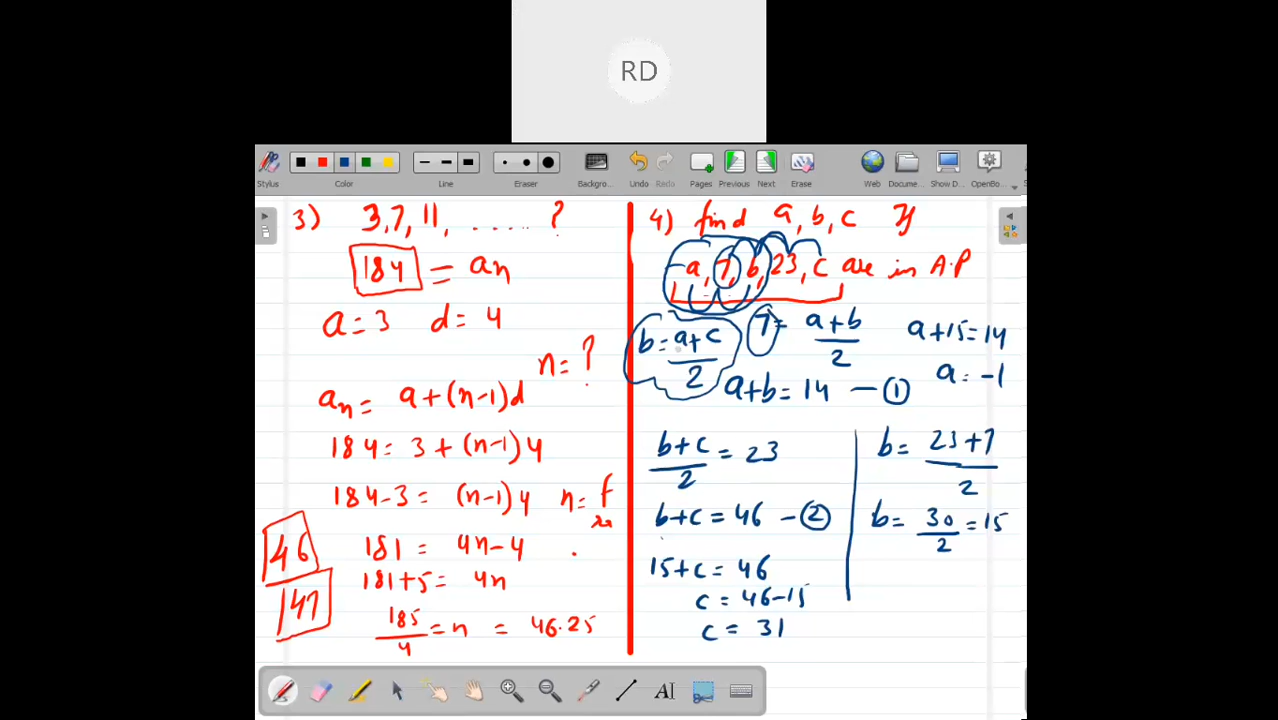 RD
Stylus
Color
Line
Eraser
Backgro...
Undo
Redo
Pages
Previous
Next
Erase
Web
Docume...
Show D...
OpenBo...
3) 3,7,11, ...... ?
184 = an
a = 3 d = 4
n = ?
an = a + (n-1)d
184 = 3 + (n-1) 4
184-3 = (n-1) 4 n = f
181 = 4n-4
181+5 = 4n
185/4 = n = 46.25
46
47
4) find a, b, c If
a, 7, b, 23, c are in A.P
b = a+c/2
7 = a+b/2
a+15 = 14
a = -1
a+b = 14 — ①
b+c/2 = 23
b+c = 46 - ②
15+c = 46
c = 46-15
c = 31
b = 23+7/2
b = 30/2 = 15
AI